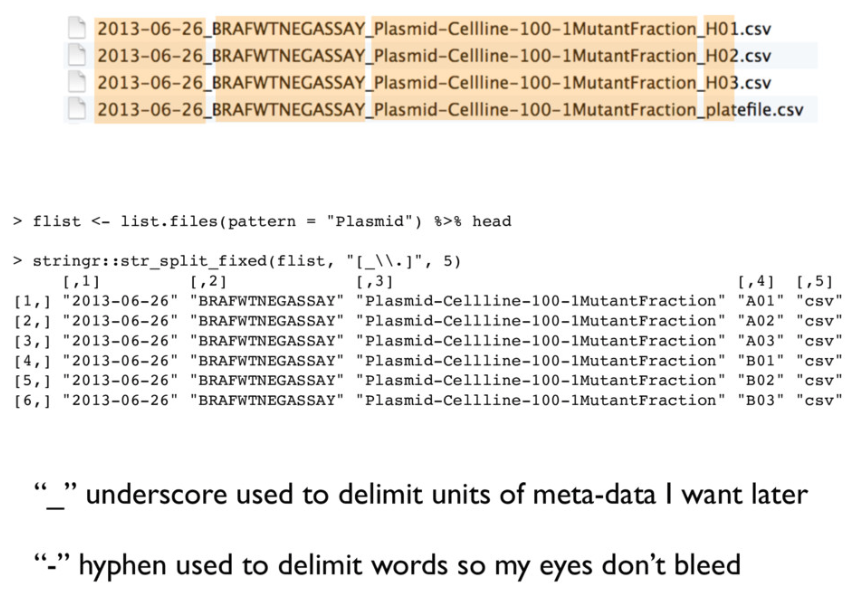 2013-06-26_BRAFWTNEGASSAY_Plasmid-Cellline-100-1MutantFraction_H01.csv
2013-06-26_BRAFWTNEGASSAY_Plasmid-Cellline-100-1MutantFraction_H02.csv
2013-06-26_BRAFWTNEGASSAY_Plasmid-Cellline-100-1MutantFraction_H03.csv
2013-06-26_BRAFWTNEGASSAY_Plasmid-Cellline-100-1MutantFraction_platefile.csv
> flist <- list.files(pattern = "Plasmid") %>% head
> stringr::str_split_fixed(flist, "[_\\.]", 5)
[,1] [,2] [,3] [,4] [,5]
[1,] "2013-06-26" "BRAFWTNEGASSAY" "Plasmid-Cellline-100-1MutantFraction" "A01" "csv"
[2,] "2013-06-26" "BRAFWTNEGASSAY" "Plasmid-Cellline-100-1MutantFraction" "A02" "csv"
[3,] "2013-06-26" "BRAFWTNEGASSAY" "Plasmid-Cellline-100-1MutantFraction" "A03" "csv"
[4,] "2013-06-26" "BRAFWTNEGASSAY" "Plasmid-Cellline-100-1MutantFraction" "B01" "csv"
[5,] "2013-06-26" "BRAFWTNEGASSAY" "Plasmid-Cellline-100-1MutantFraction" "B02" "csv"
[6,] "2013-06-26" "BRAFWTNEGASSAY" "Plasmid-Cellline-100-1MutantFraction" "B03" "csv"
“_” underscore used to delimit units of meta-data I want later
“-” hyphen used to delimit words so my eyes don’t bleed